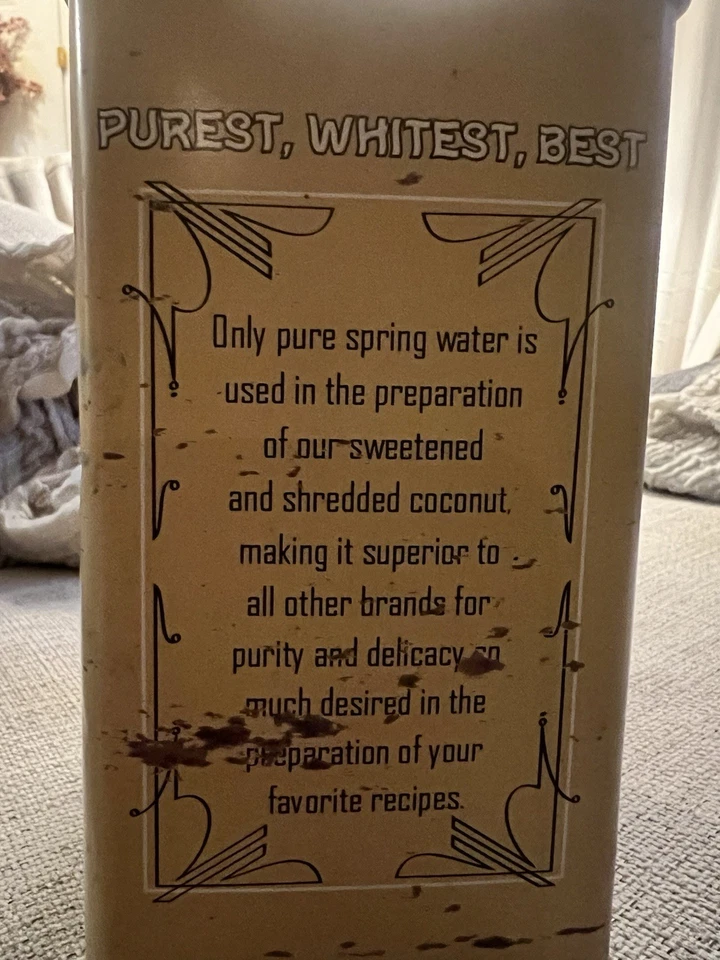 PUREST, WHITEST, BEST
Only pure spring water is
used in the preparation
of our sweetened
and shredded coconut,
making it superior to
all other brands for
purity and delicacy so
much desired in the
preparation of your
favorite recipes.